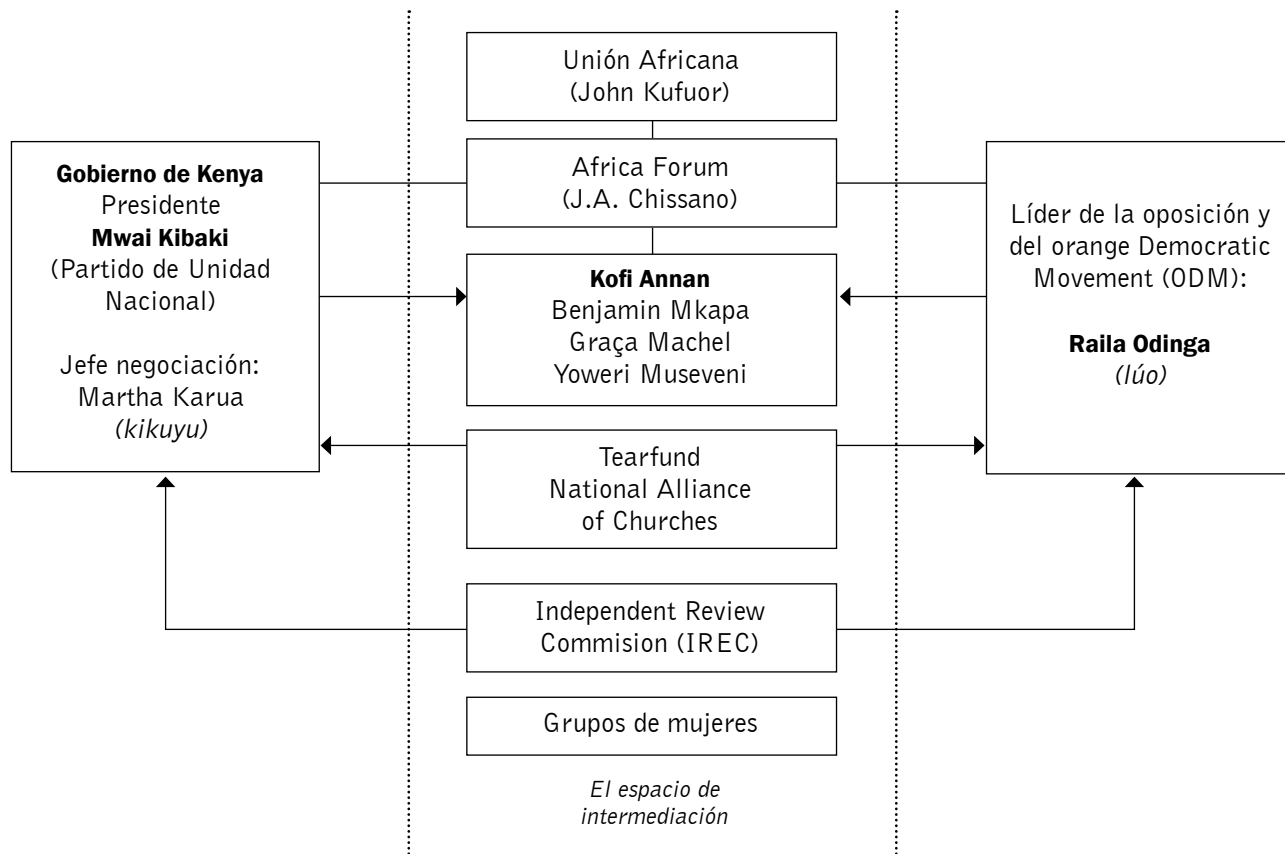 Unión Africana
(John Kufuor)
Gobierno de Kenya
Presidente
Mwai Kibaki
(Partido de Unidad
Nacional)
Jefe negociación:
Martha Karua
(kikuyu)
Africa Forum
(J.A. Chissano)
Kofi Annan
Benjamin Mkapa
Graça Machel
Yoweri Museveni
Tearfund
National Alliance
of Churches
Independent Review
Commision (IREC)
Grupos de mujeres
El espacio de
intermediación
Líder de la oposición y
del orange Democratic
Movement (ODM):
Raila Odinga
(lúo)